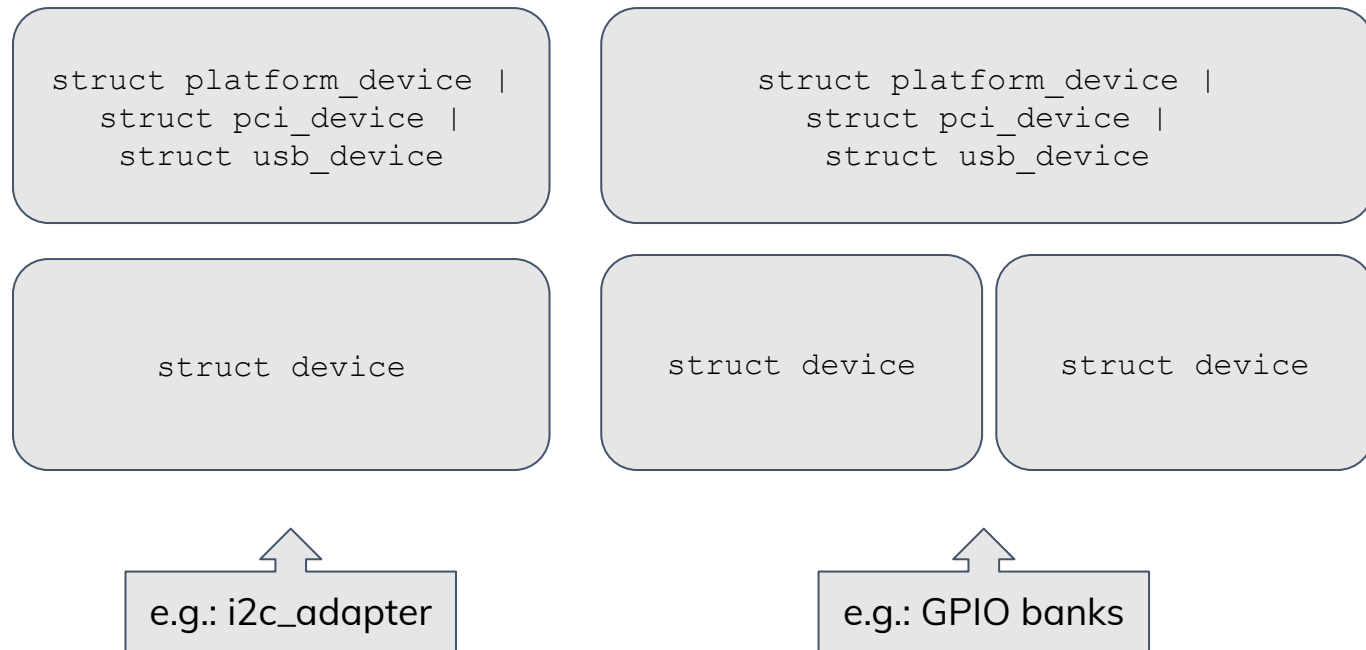 struct platform_device |
struct pci_device |
struct usb_device
struct platform_device |
struct pci_device |
struct usb_device
struct device
struct device
struct device
e.g.: i2c_adapter
e.g.: GPIO banks